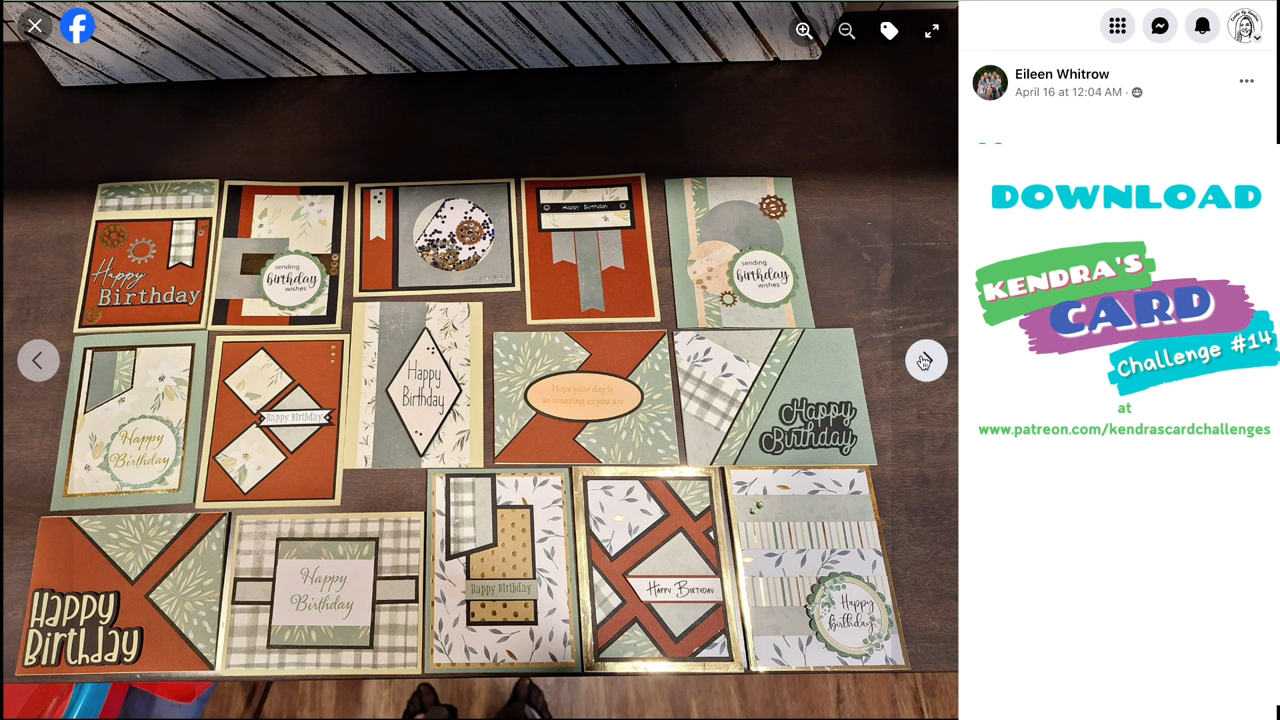 Eileen Whitrow
April 16 at 12:04 AM ·
DOWNLOAD
KENDRA'S
CARD
Challenge #14
at
www.patreon.com/kendrascardchallenges
Happy
Birthday
sending
birthday
wishes
Happy Birthday
sending
birthday
wishes
Happy
Birthday
Happy Birthday
Happy
Birthday
Hope your day is
as amazing as you are
Happy
Birthday
Happy
Birthday
Happy
Birthday
Happy Birthday
Happy Birthday
Happy
birthday